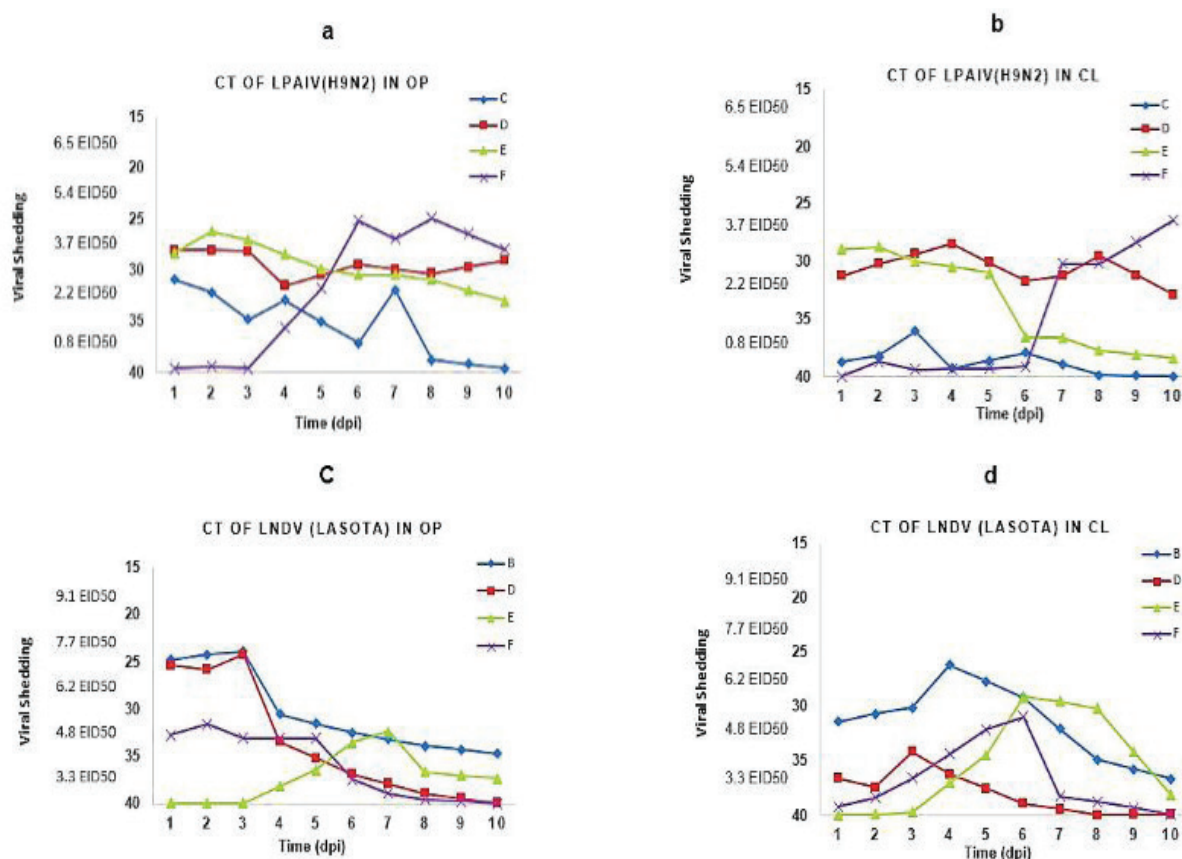 a
CT OF LPAIV(H9N2) IN OP
C
D
E
F
Viral Shedding
6.5 EID50
5.4 EID50
3.7 EID50
2.2 EID50
0.8 EID50
15
20
25
30
35
40
1 2 3 4 5 6 7 8 9 10
Time (dpi)
b
CT OF LPAIV(H9N2) IN CL
C
D
E
F
Viral Shedding
6.5 EID50
5.4 EID50
3.7 EID50
2.2 EID50
0.8 EID50
15
20
25
30
35
40
1 2 3 4 5 6 7 8 9 10
Time (dpi)
C
CT OF LNDV (LASOTA) IN OP
B
D
E
F
Viral Shedding
9.1 EID50
7.7 EID50
6.2 EID50
4.8 EID50
3.3 EID50
15
20
25
30
35
40
1 2 3 4 5 6 7 8 9 10
Time (dpi)
d
CT OF LNDV (LASOTA) IN CL
B
D
E
F
Viral Shedding
9.1 EID50
7.7 EID50
6.2 EID50
4.8 EID50
3.3 EID50
15
20
25
30
35
40
1 2 3 4 5 6 7 8 9 10
Time (dpi)